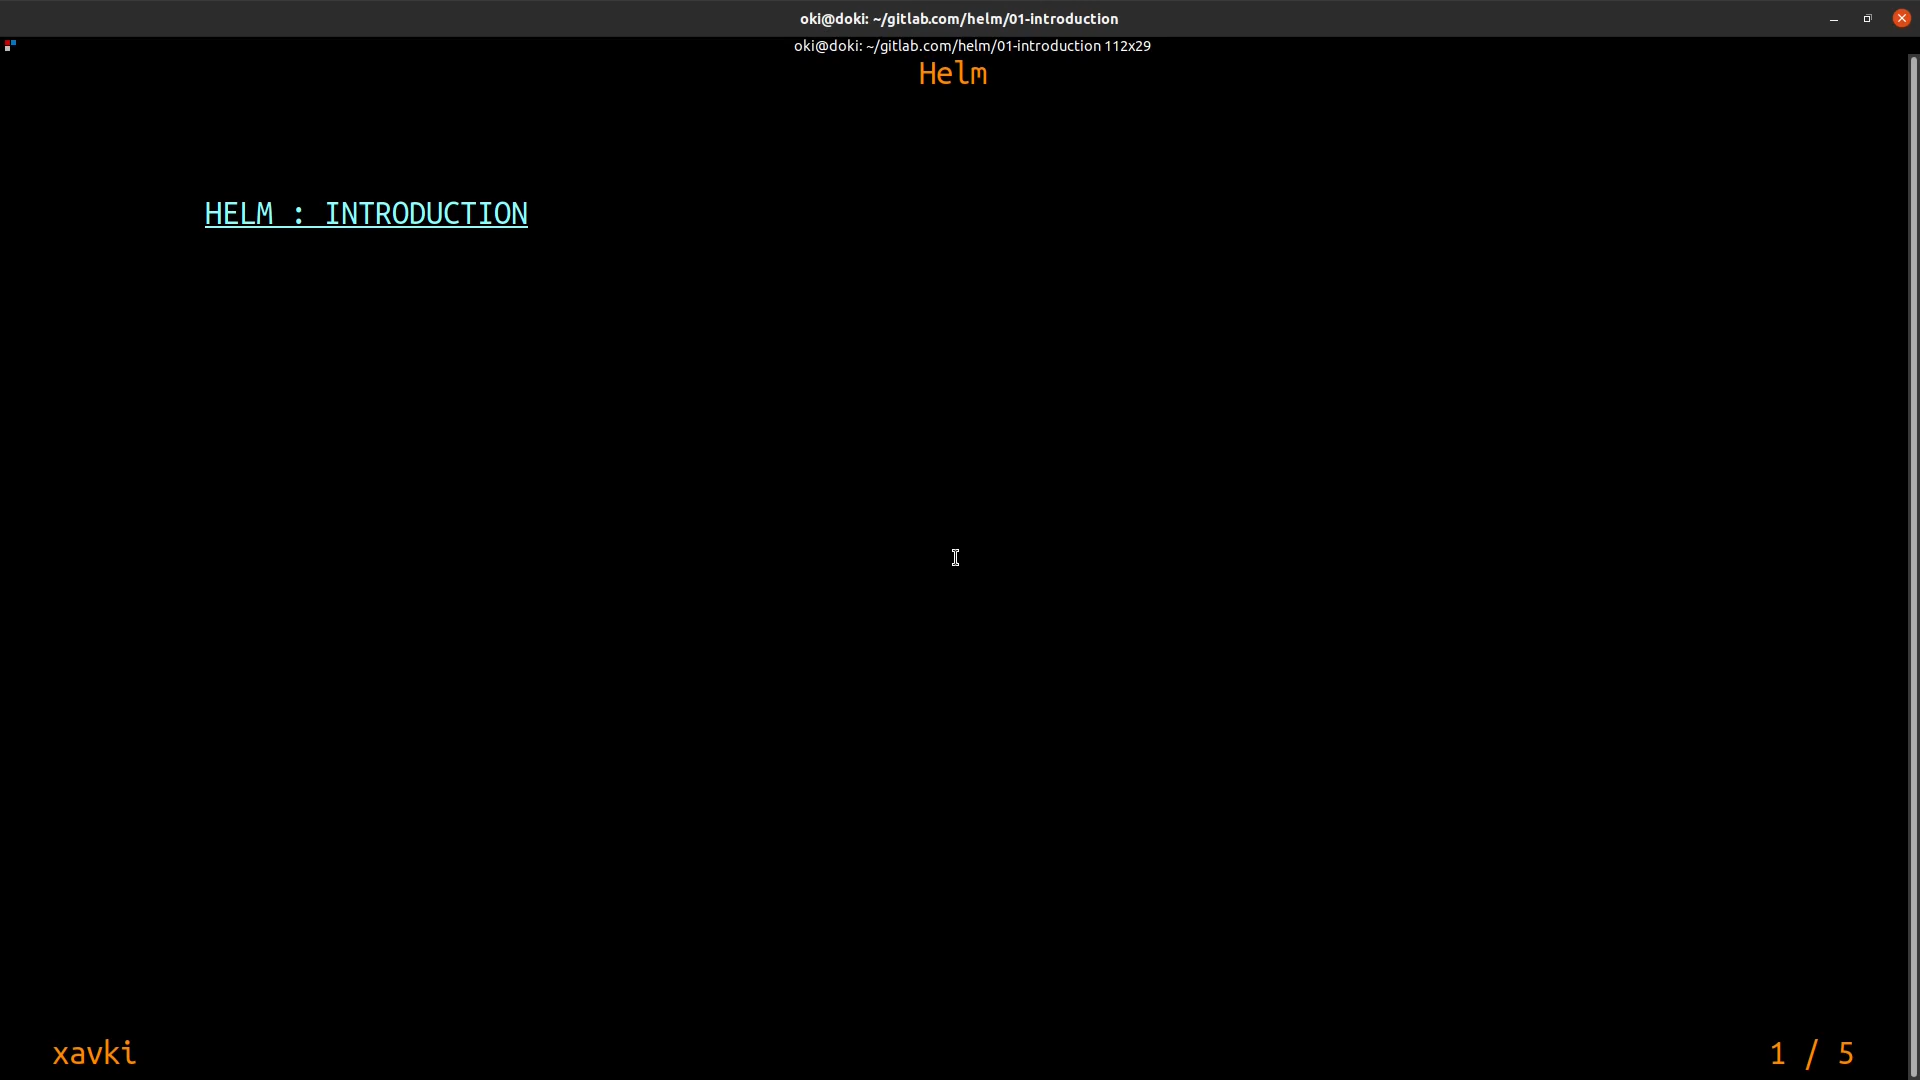 oki@doki: ~/gitlab.com/helm/01-introduction
oki@doki: ~/gitlab.com/helm/01-introduction 112x29
Helm
HELM : INTRODUCTION
xavki
1 / 5